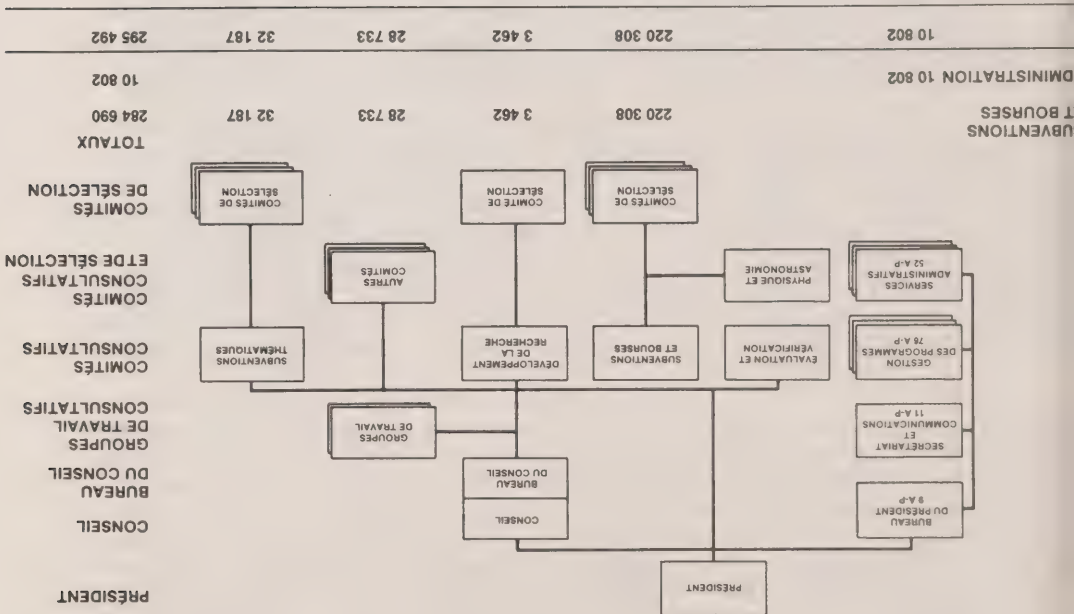 PRÉSIDENT
PRÉSIDENT
BUREAU
DU PRÉSIDENT
9 A-P
CONSEIL
CONSEIL
BUREAU
DU CONSEIL
BUREAU
DU CONSEIL
SECRÉTARIAT
ET
COMMUNICATIONS
11 A-P
GROUPES
DE TRAVAIL
GROUPES
DE TRAVAIL
CONSULTATIFS
GESTION
DES PROGRAMMES
76 A-P
ÉVALUATION ET
VÉRIFICATION
SUBVENTIONS
ET BOURSES
DÉVELOPPEMENT
DE LA
RECHERCHE
SUBVENTIONS
THÉMATIQUES
COMITÉS
CONSULTATIFS
SERVICES
ADMINISTRATIFS
52 A-P
PHYSIQUE ET
ASTRONOMIE
AUTRES
COMITÉS
COMITÉS
CONSULTATIFS
ET DE SÉLECTION
COMITÉS DE
SÉLECTION
COMITÉ DE
SÉLECTION
COMITÉS DE
SÉLECTION
COMITÉS
DE SÉLECTION
TOTAUX
UBVENTIONS
T BOURSES 220 308 3 462 28 733 32 187 284 690
DMINISTRATION 10 802 10 802
10 802 220 308 3 462 28 733 32 187 295 492